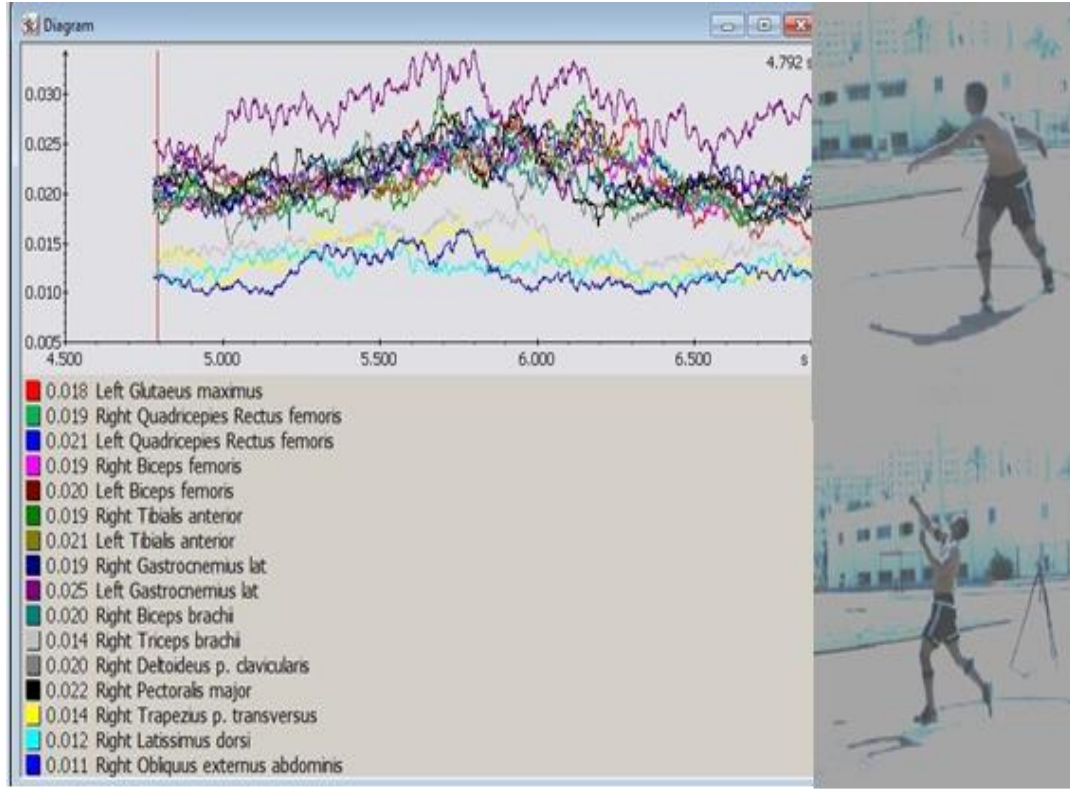 Diagram
4.792 s
0.030
0.025
0.020
0.015
0.010
0.005
4.500 5.000 5.500 6.000 6.500 s
0.018 Left Glutaeus maximus
0.019 Right Quadricepies Rectus femoris
0.021 Left Quadricepies Rectus femoris
0.019 Right Biceps femoris
0.020 Left Biceps femoris
0.019 Right Tibialis anterior
0.021 Left Tibialis anterior
0.019 Right Gastrocnemius lat
0.025 Left Gastrocnemius lat
0.020 Right Biceps brachii
0.014 Right Triceps brachii
0.020 Right Deltoideus p. clavicularis
0.022 Right Pectoralis major
0.014 Right Trapezius p. transversus
0.012 Right Latissimus dorsi
0.011 Right Obliquus externus abdominis